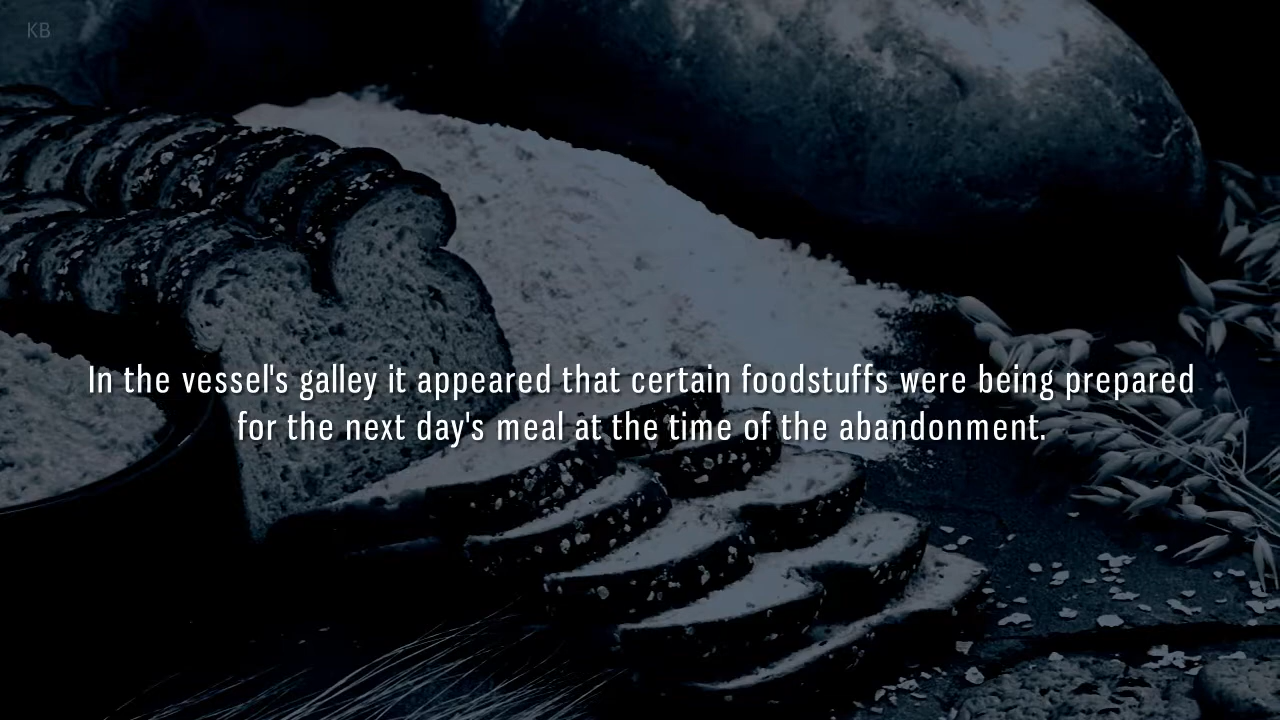 KB
In the vessel's galley it appeared that certain foodstuffs were being prepared
for the next day's meal at the time of the abandonment.